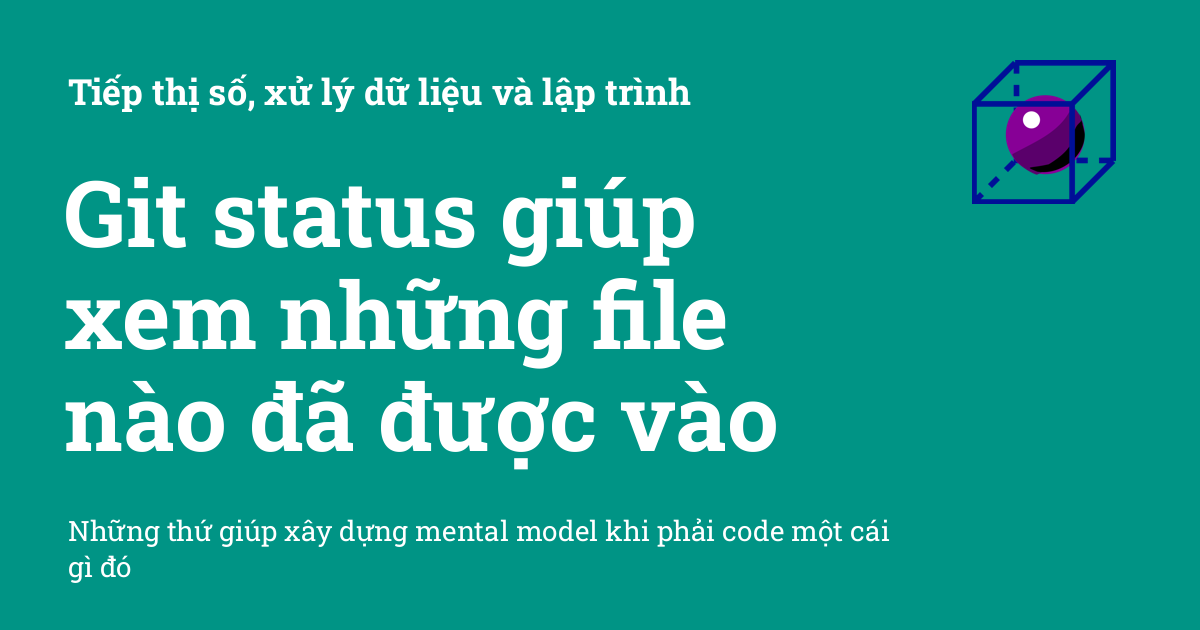 Tiếp thị số, xử lý dữ liệu và lập trình
Git status giúp
xem những file
nào đã được vào
Những thứ giúp xây dựng mental model khi phải code một cái
gì đó